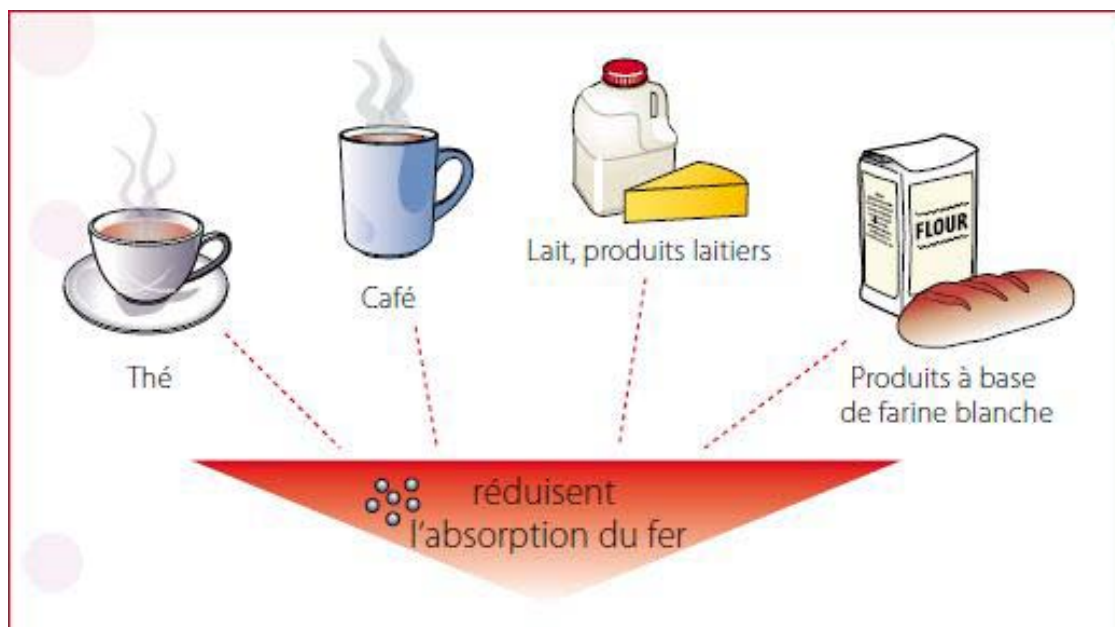 Thé
Café
Lait, produits laitiers
FLOUR
Produits à base
de farine blanche
réduisent
l'absorption du fer